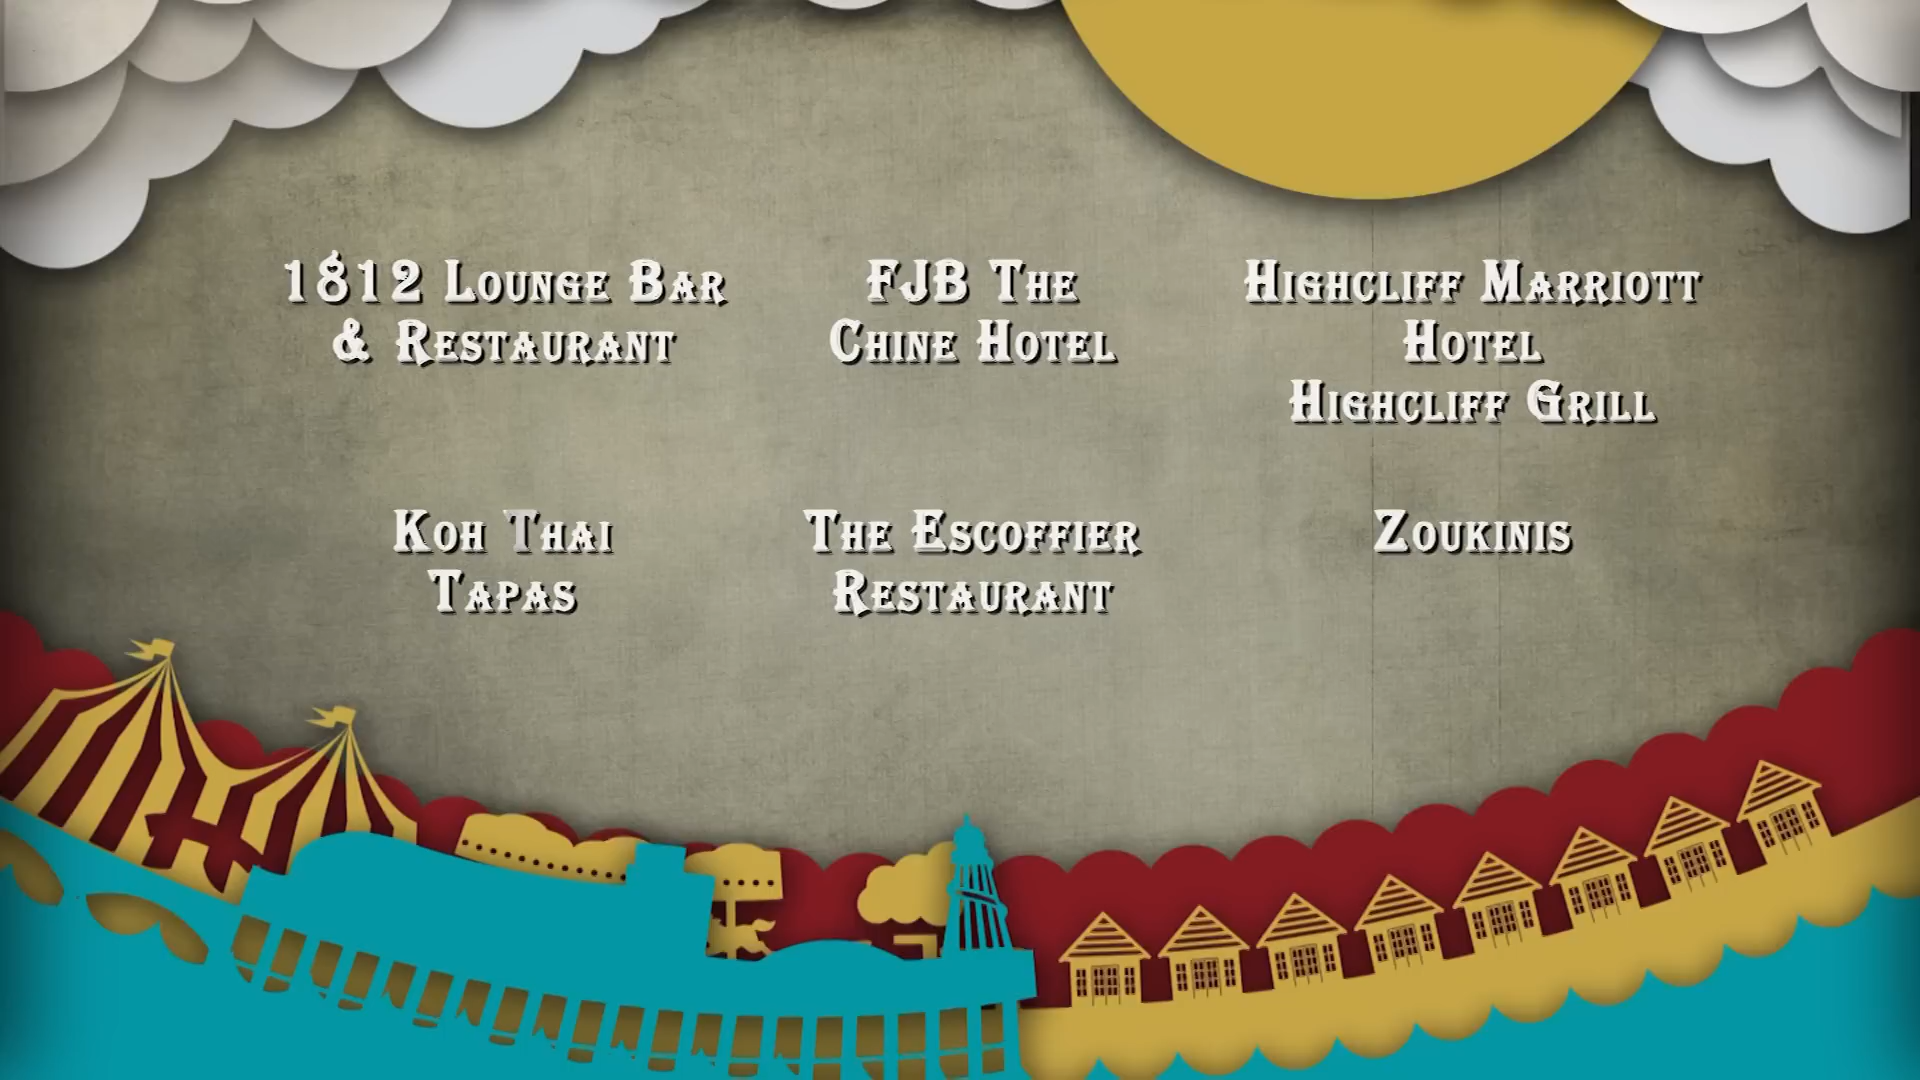 1812 Lounge Bar
& Restaurant
FJB The
Chine Hotel
Highcliff Marriott
Hotel
Highcliff Grill
Koh Thai
Tapas
The Escoffier
Restaurant
Zoukinis